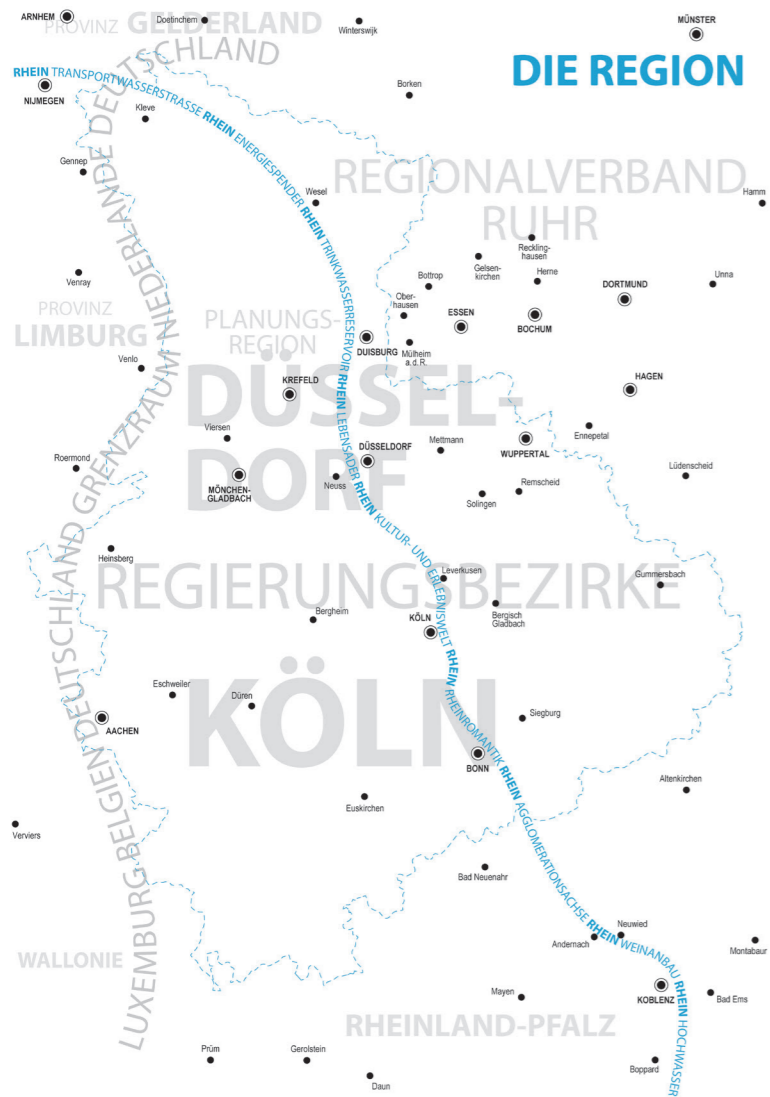 ARNHEM
PROVINZ GELDERLAND
Doetinchem
Winterswijk
MÜNSTER
DIE REGION
RHEIN TRANSPORTWASSERSTRASSE RHEIN ENERGIESPENDER RHEIN TRINKWASSERRESERVOIR RHEIN LEBENSADER RHEIN KULTUR- UND ERLEBNISWELT RHEIN RHEINROMANTIK RHEIN AGGLOMERATIONSACHSE RHEIN WEINANBAU RHEIN HOCHWASSER
LUXEMBURG BELGIEN DEUTSCHLAND GRENZRAUM NIEDERLANDE DEUTSCHLAND
NIJMEGEN
Kleve
Borken
Gennep
REGIONALVERBAND
RUHR
Wesel
Hamm
Reckling-
hausen
Gelsen-
kirchen
Herne
Venray
Bottrop
DORTMUND
Unna
PROVINZ
LIMBURG
PLANUNGS-
REGION
Ober-
hausen
ESSEN
BOCHUM
DUISBURG
Mülheim
a.d.R.
Venlo
KREFELD
HAGEN
DÜSSEL-
DORF
Viersen
DÜSSELDORF
Mettmann
WUPPERTAL
Ennepetal
Roermond
MÖNCHEN-
GLADBACH
Neuss
Solingen
Remscheid
Lüdenscheid
Heinsberg
REGIERUNGSBEZIRKE
Leverkusen
Gummersbach
Bergheim
KÖLN
Bergisch
Gladbach
KÖLN
Eschweiler
Düren
Siegburg
AACHEN
BONN
Altenkirchen
Euskirchen
Verviers
Bad Neuenahr
Neuwied
Andernach
Montabaur
WALLONIE
Mayen
KOBLENZ
Bad Ems
RHEINLAND-PFALZ
Prüm
Gerolstein
Boppard
Daun